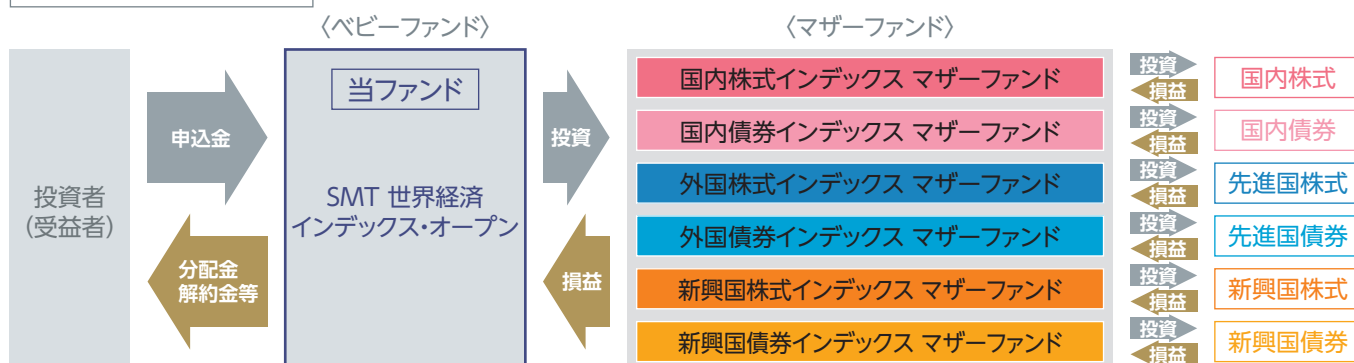 〈ベビーファンド〉
〈マザーファンド〉
投資者
(受益者)
申込金
分配金
解約金等
当ファンド
SMT 世界経済
インデックス・オープン
投資
損益
国内株式インデックス マザーファンド
投資
損益
国内株式
国内債券インデックス マザーファンド
投資
損益
国内債券
外国株式インデックス マザーファンド
投資
損益
先進国株式
外国債券インデックス マザーファンド
投資
損益
先進国債券
新興国株式インデックス マザーファンド
投資
損益
新興国株式
新興国債券インデックス マザーファンド
投資
損益
新興国債券